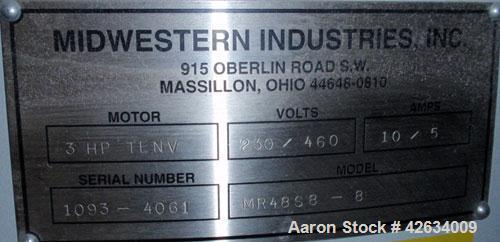 MIDWESTERN INDUSTRIES, INC.
915 OBERLIN ROAD S.W.
MASSILLON, OHIO 44648-0810
MOTOR VOLTS AMPS
3 HP TENV 230 / 460 10 / 5
SERIAL NUMBER MODEL
1093 - 4061 MR48S8 - 8
Aaron Stock # 42634009